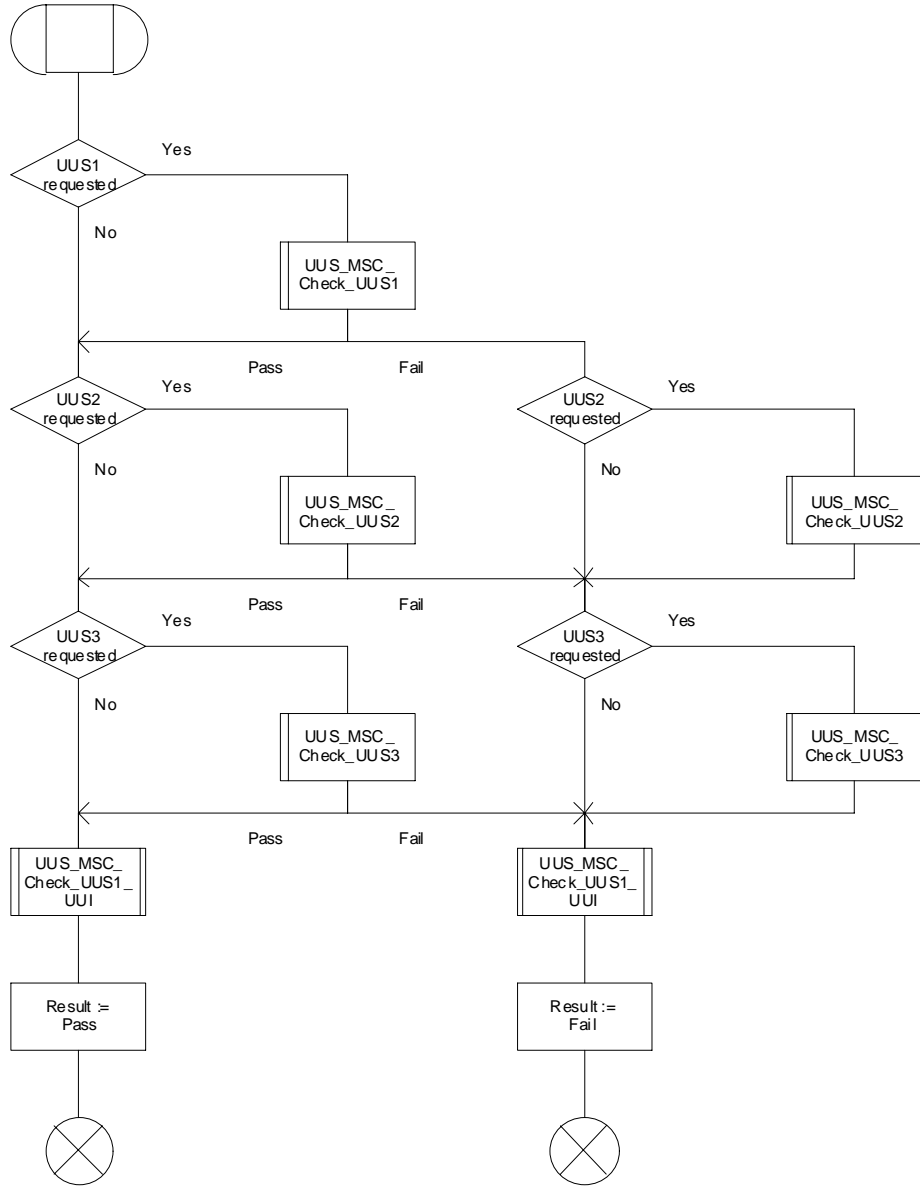 Yes
UUS1
requested
No
UUS_MSC_
Check_UUS1
Pass
Fail
UUS2
requested
Yes
No
UUS_MSC_
Check_UUS2
UUS2
requested
Yes
No
UUS_MSC_
Check_UUS2
Pass
Fail
UUS3
requested
Yes
No
UUS_MSC_
Check_UUS3
UUS3
requested
Yes
No
UUS_MSC_
Check_UUS3
Pass
Fail
UUS_MSC_
Check_UUS1_
UUI
UUS_MSC_
Check_UUS1_
UUI
Result :=
Pass
Result :=
Fail